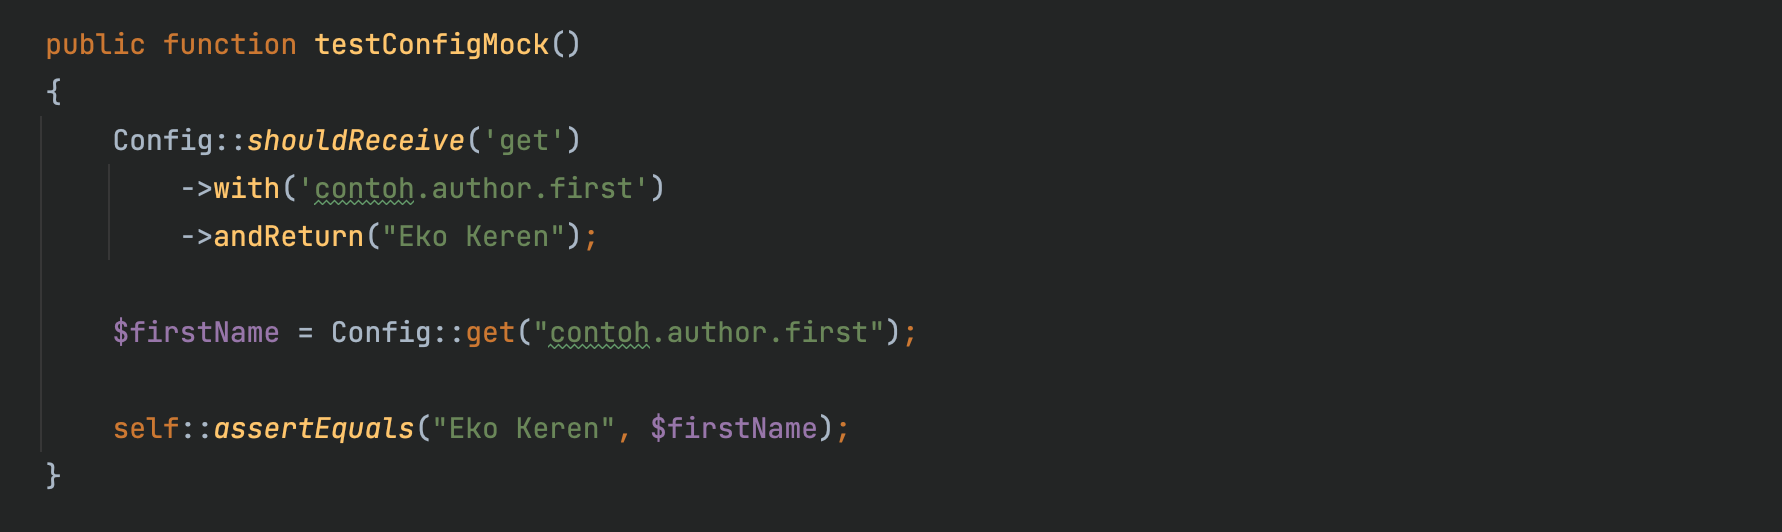 public function testConfigMock()
{
    Config::shouldReceive('get')
        ->with('contoh.author.first')
        ->andReturn("Eko Keren");

    $firstName = Config::get("contoh.author.first");

    self::assertEquals("Eko Keren", $firstName);
}